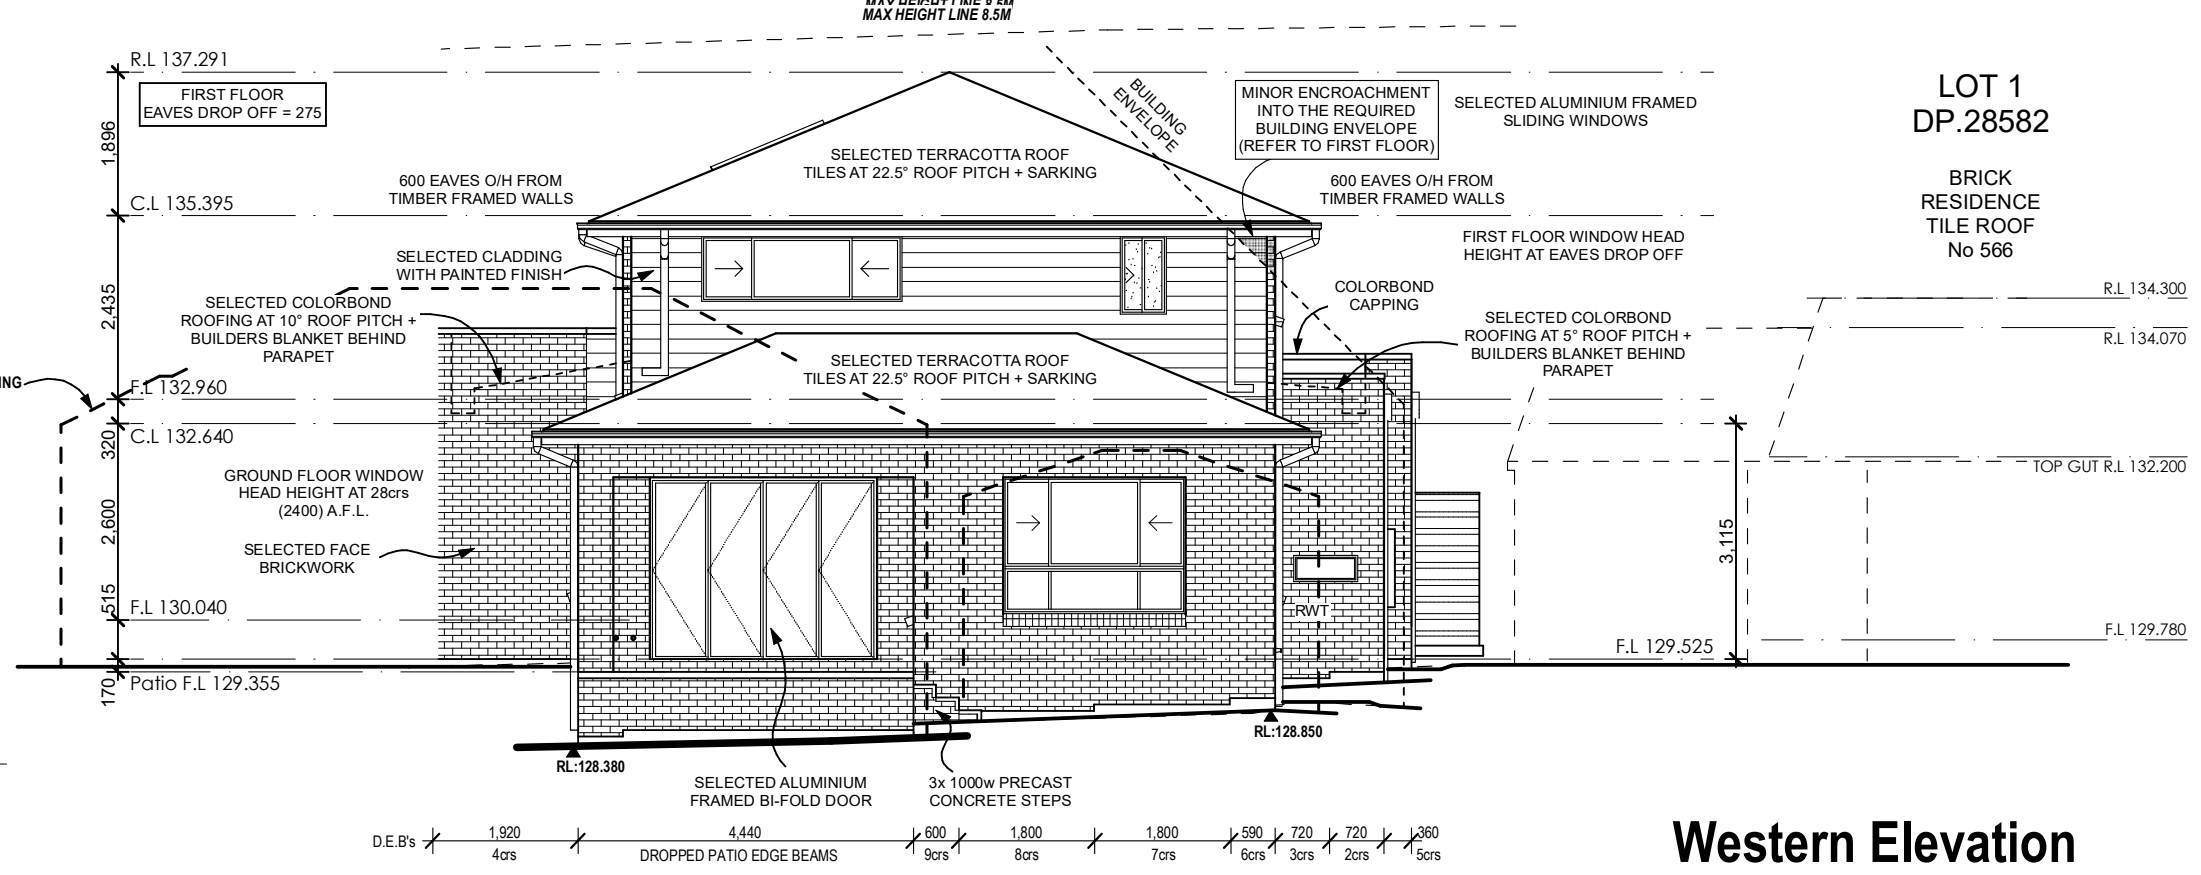 MAX HEIGHT LINE 8.5M
MAX HEIGHT LINE 8.5M
R.L 137.291
FIRST FLOOR
EAVES DROP OFF = 275
1,896
C.L 135.395
2,435
F.L 132.960
320
C.L 132.640
2,600
F.L 130.040
515
170
Patio F.L 129.355
NG
600 EAVES O/H FROM
TIMBER FRAMED WALLS
SELECTED CLADDING
WITH PAINTED FINISH
SELECTED COLORBOND
ROOFING AT 10° ROOF PITCH +
BUILDERS BLANKET BEHIND
PARAPET
GROUND FLOOR WINDOW
HEAD HEIGHT AT 28crs
(2400) A.F.L.
SELECTED FACE
BRICKWORK
SELECTED TERRACOTTA ROOF
TILES AT 22.5° ROOF PITCH + SARKING
SELECTED TERRACOTTA ROOF
TILES AT 22.5° ROOF PITCH + SARKING
BUILDING
ENVELOPE
MINOR ENCROACHMENT
INTO THE REQUIRED
BUILDING ENVELOPE
(REFER TO FIRST FLOOR)
SELECTED ALUMINIUM FRAMED
SLIDING WINDOWS
600 EAVES O/H FROM
TIMBER FRAMED WALLS
FIRST FLOOR WINDOW HEAD
HEIGHT AT EAVES DROP OFF
COLORBOND
CAPPING
SELECTED COLORBOND
ROOFING AT 5° ROOF PITCH +
BUILDERS BLANKET BEHIND
PARAPET
LOT 1
DP.28582
BRICK
RESIDENCE
TILE ROOF
No 566
R.L 134.300
R.L 134.070
TOP GUT R.L 132.200
3,115
F.L 129.780
F.L 129.525
RWT
RL:128.380
RL:128.850
SELECTED ALUMINIUM
FRAMED BI-FOLD DOOR
3x 1000w PRECAST
CONCRETE STEPS
D.E.B's
1,920 4,440 600 1,800 1,800 590 720 720 360
4crs DROPPED PATIO EDGE BEAMS 9crs 8crs 7crs 6crs 3crs 2crs 5crs
Western Elevation